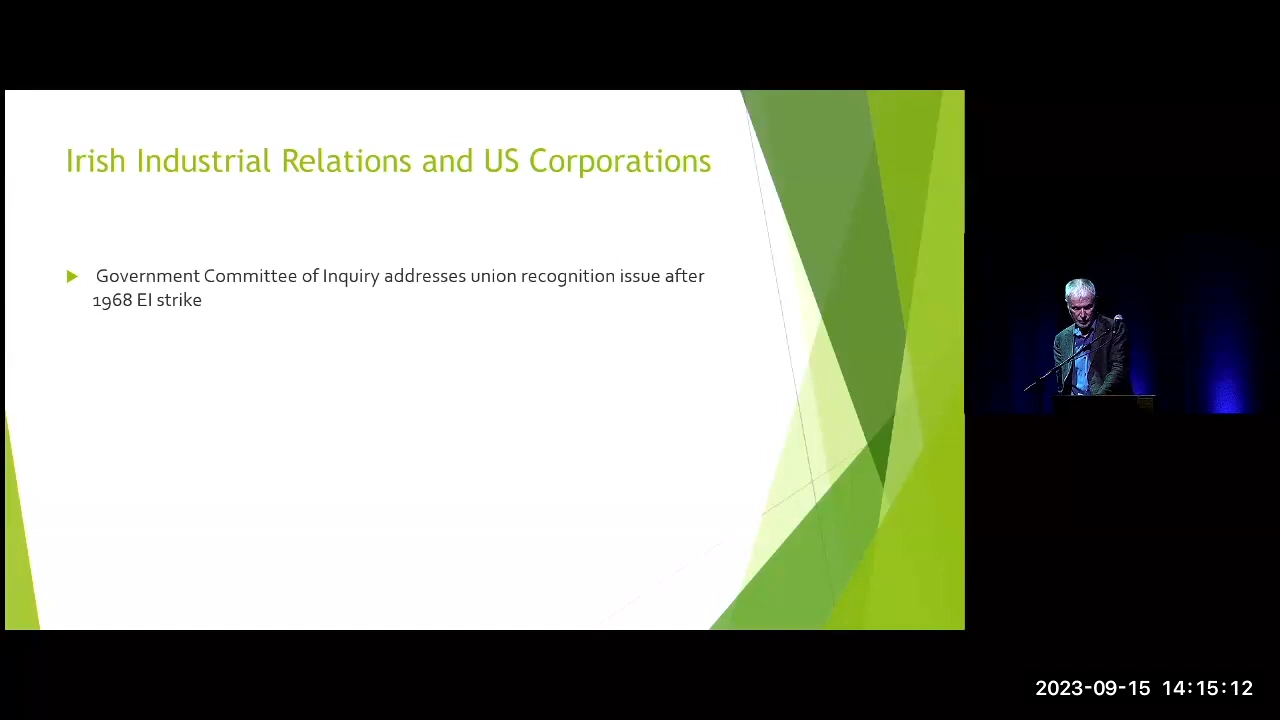 Irish Industrial Relations and US Corporations
Government Committee of Inquiry addresses union recognition issue after
1968 EI strike
2023-09-15 14:15:12